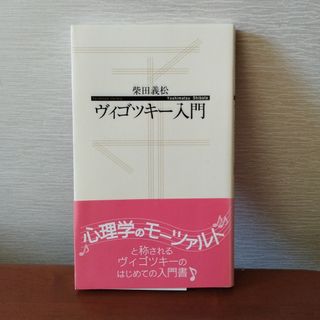 柴田義松
Yoshimatsu Shibata
ヴィゴツキー入門
心理学のモーツァルト
と称される
ヴィゴツキーの
はじめての入門書